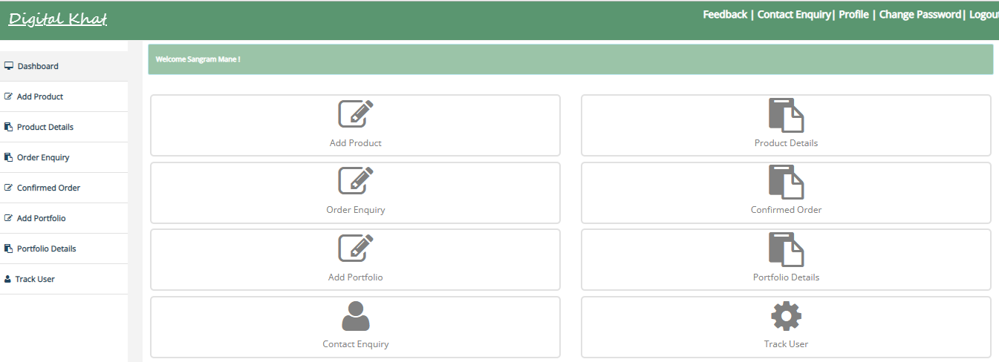 Digital Khat
Feedback | Contact Enquiry| Profile | Change Password| Logout
Welcome Sangram Mane !
Dashboard
Add Product
Product Details
Order Enquiry
Confirmed Order
Add Portfolio
Portfolio Details
Track User
Add Product
Product Details
Order Enquiry
Confirmed Order
Add Portfolio
Portfolio Details
Contact Enquiry
Track User